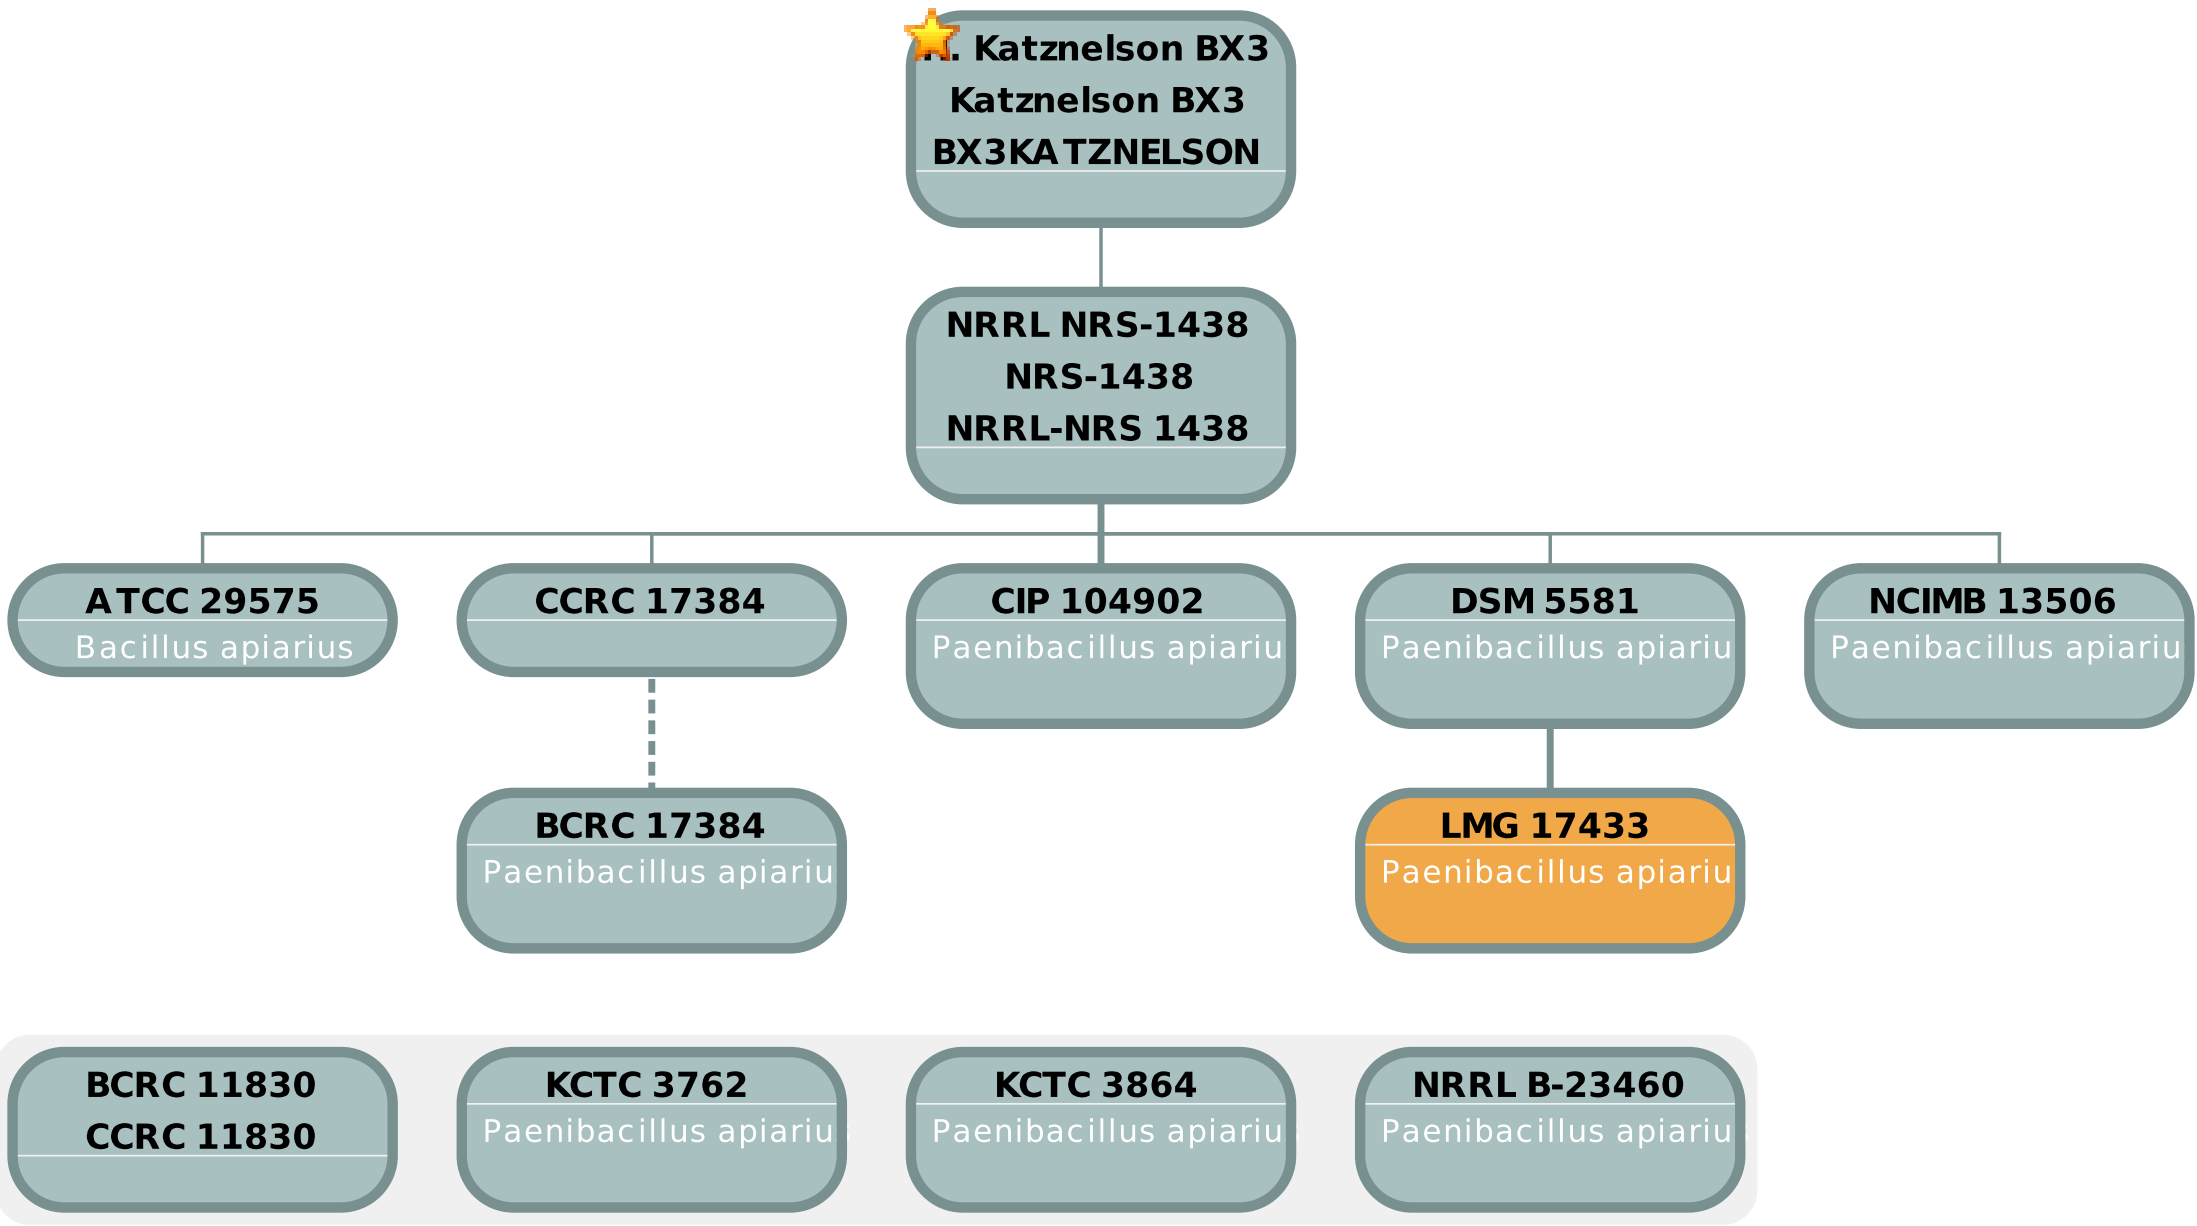 Katznelson BX3
Katznelson BX3
BX3KATZNELSON
NRRL NRS-1438
NRS-1438
NRRL-NRS 1438
ATCC 29575
Bacillus apiarius
CCRC 17384
CIP 104902
Paenibacillus apiariu
DSM 5581
Paenibacillus apiariu
NCIMB 13506
Paenibacillus apiariu
BCRC 17384
Paenibacillus apiariu
LMG 17433
Paenibacillus apiariu
BCRC 11830
CCRC 11830
KCTC 3762
Paenibacillus apiariu
KCTC 3864
Paenibacillus apiariu
NRRL B-23460
Paenibacillus apiariu